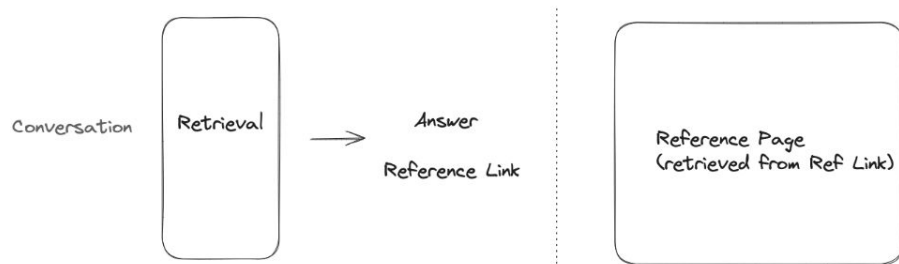 Conversation
Retrieval
Answer
Reference Link
Reference Page
(retrieved from Ref Link)